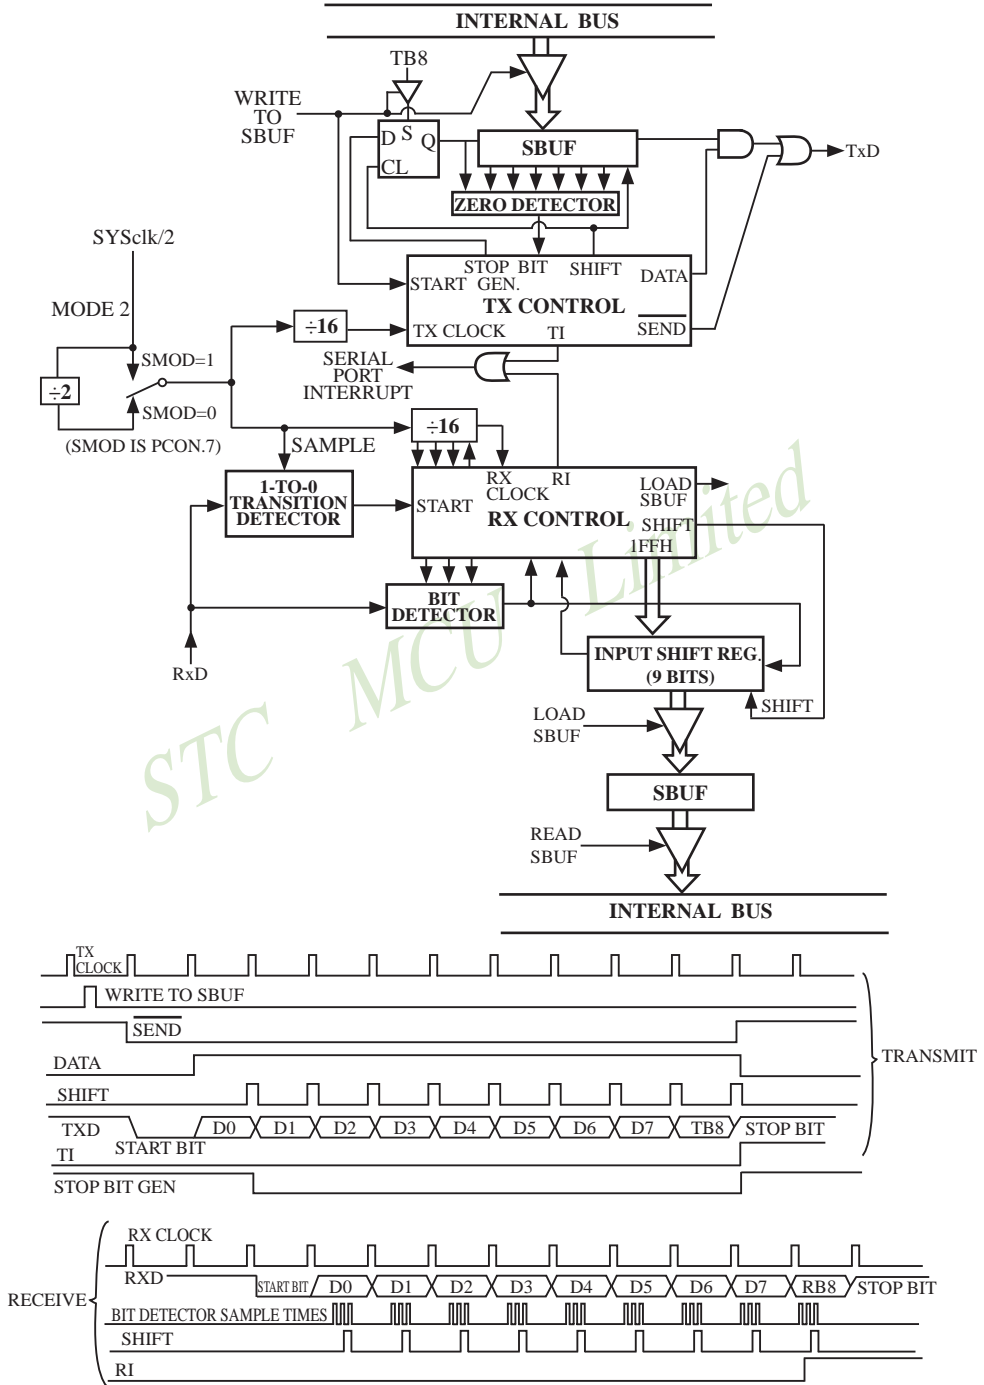 INTERNAL BUS
TB8
WRITE
TO
SBUF
D S Q
CL
SBUF
TxD
ZERO DETECTOR
SYSclk/2
STOP BIT SHIFT
GEN.
START
DATA
TX CONTROL
MODE 2
÷16
TX CLOCK
TI
SEND
SMOD=1
SERIAL
PORT
INTERRUPT
÷2
SMOD=0
÷16
(SMOD IS PCON.7)
SAMPLE
1-TO-0
TRANSITION
DETECTOR
START
RX
CLOCK
RI
LOAD
SBUF
RX CONTROL
SHIFT
1FFH
BIT
DETECTOR
RxD
INPUT SHIFT REG.
(9 BITS)
SHIFT
LOAD
SBUF
SBUF
READ
SBUF
INTERNAL BUS
STC MCU Limited
TX
CLOCK
WRITE TO SBUF
SEND
DATA
TRANSMIT
SHIFT
TXD START BIT D0 D1 D2 D3 D4 D5 D6 D7 TB8 STOP BIT
TI
STOP BIT GEN
RX CLOCK
RXD START BIT D0 D1 D2 D3 D4 D5 D6 D7 RB8 STOP BIT
RECEIVE
BIT DETECTOR SAMPLE TIMES
SHIFT
RI